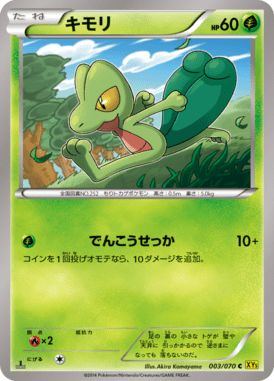 たね キモリ HP60
全国図鑑NO.252 もりトカゲポケモン 高さ:0.5m 重さ:5.0kg
でんこうせっか 10+
コインを1回投げオモテなら、10ダメージを追加。
弱点 ×2 抵抗力
にげる
足の裏の 小さな トゲが 壁や
天井に 引っかかるので 逆さまに
なっても 落ちないのだ。
Illus. Akira Komayama 003/070 C XY5
©2014 Pokémon/Nintendo/Creatures/GAME FREAK.